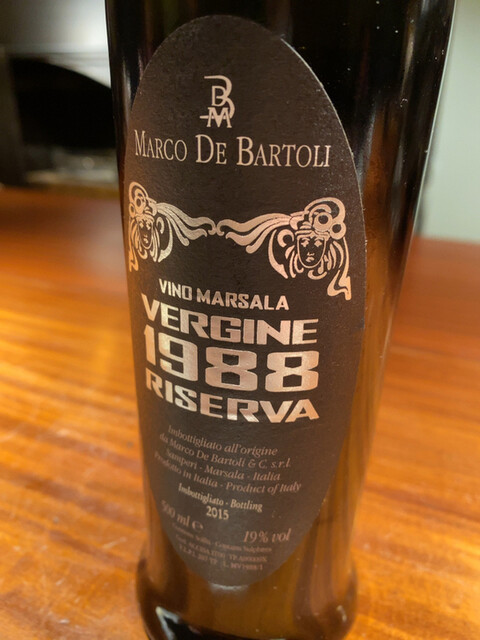 B
M
MARCO DE BARTOLI
VINO MARSALA
VERGINE
1988
RISERVA
Imbottigliato all'origine
da Marco De Bartoli & C. s.r.l.
Samperi - Marsala - Italia
Prodotto in Italia - Product of Italy
Imbottigliato - Bottling
2015
500 ml e 19% vol